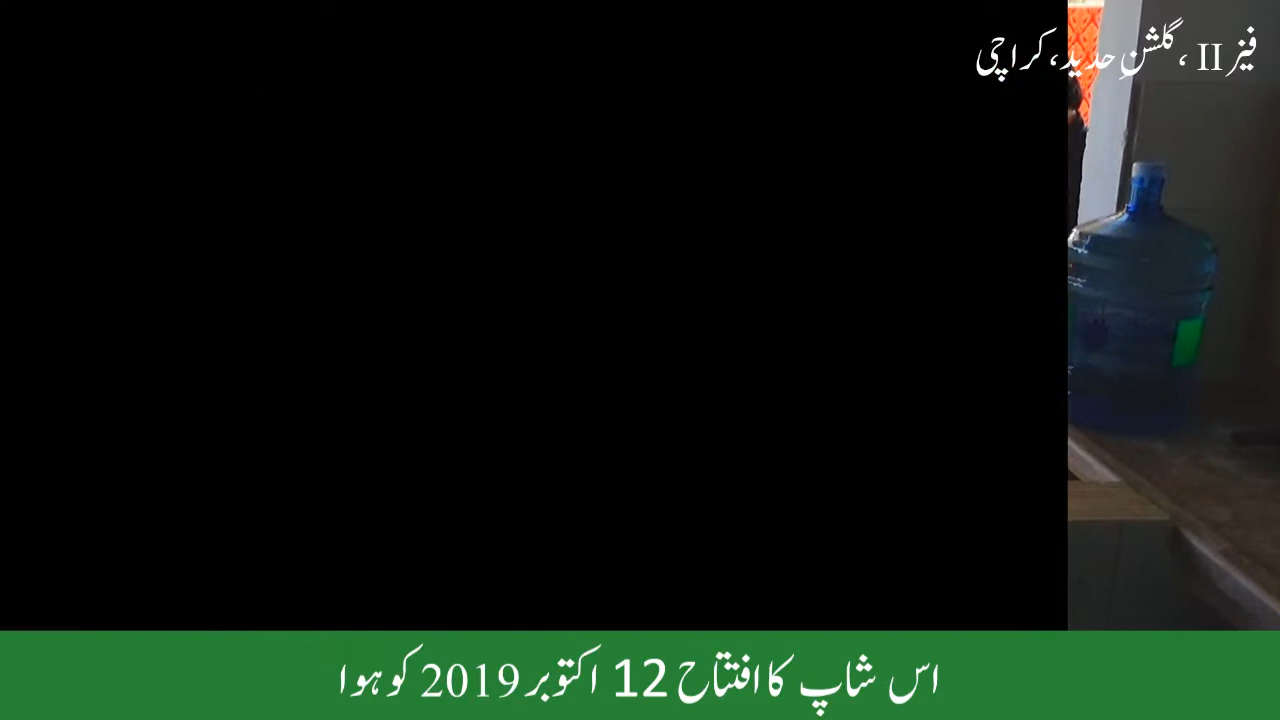 فیز II ، گلشنِ حدید، کراچی
اس شاپ کا افتتاح 12 اکتوبر 2019 کو ہوا